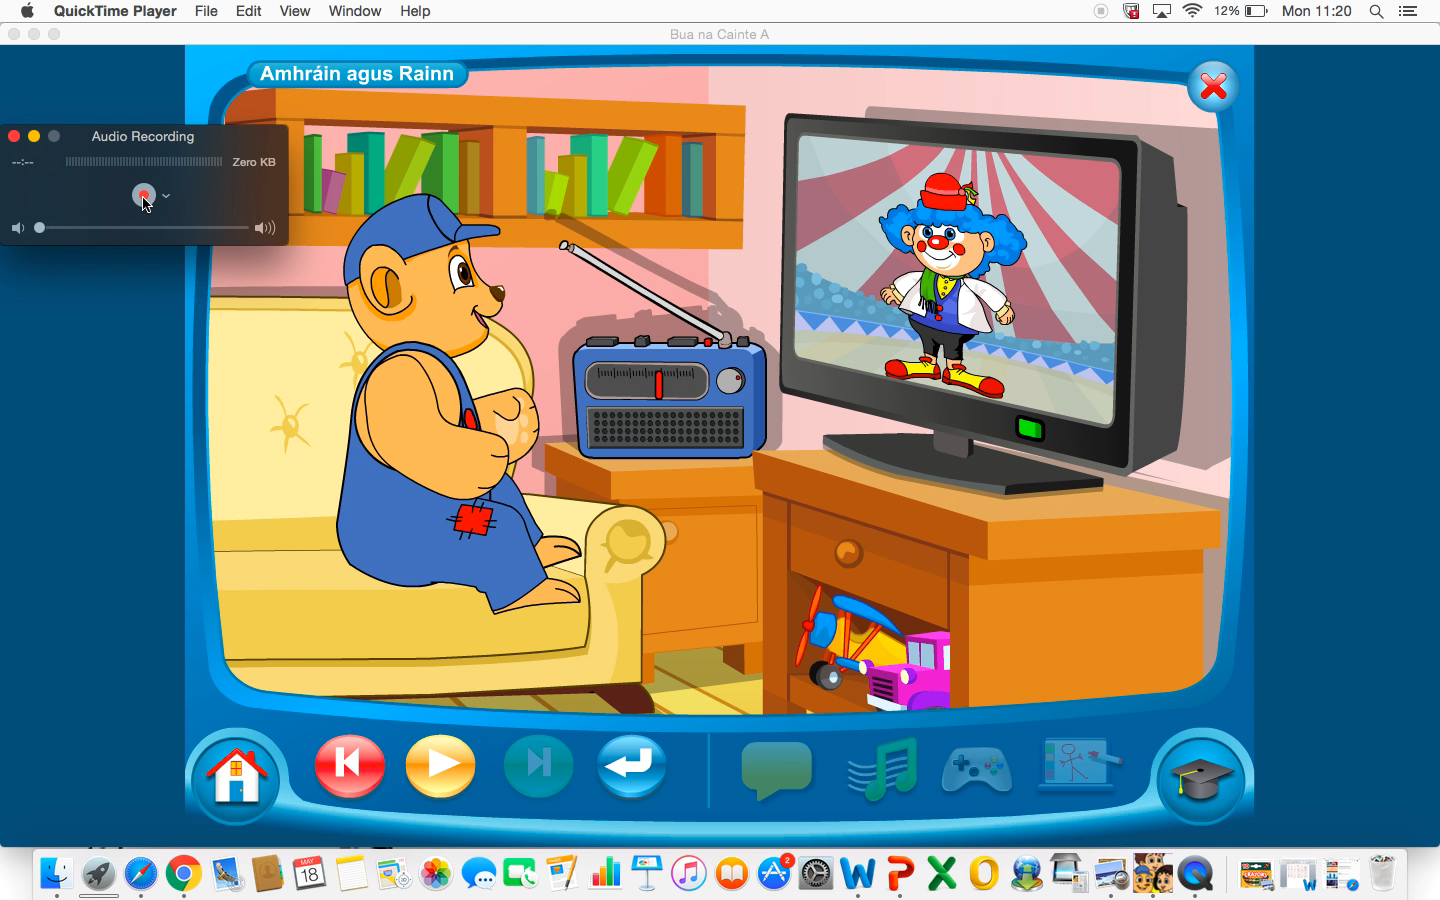 QuickTime Player File Edit View Window Help 12% Mon 11:20
Bua na Cainte A
Amhráin agus Rainn
Audio Recording
--:-- Zero KB
MAY
18
2